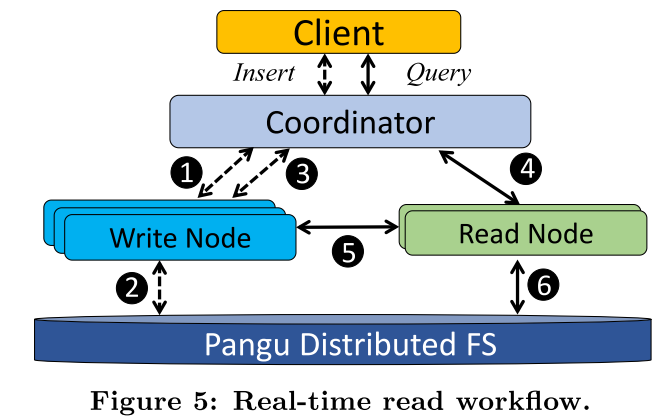 Client
Insert Query
Coordinator
1 3 4
Write Node
Read Node
5
2 6
Pangu Distributed FS
Figure 5: Real-time read workflow.